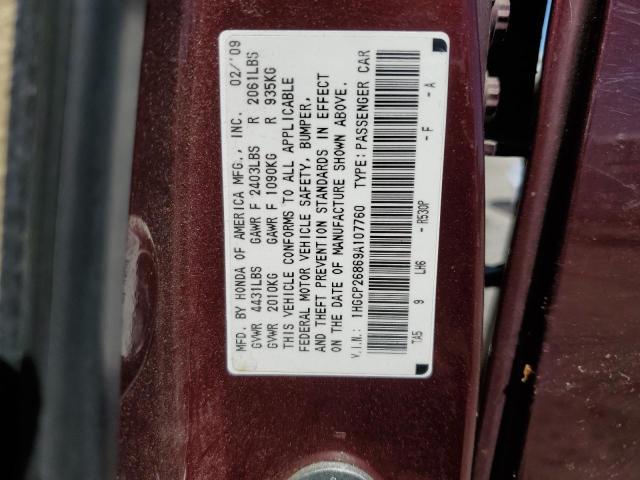 MFD. BY HONDA OF AMERICA MFG., INC. 02/'09
GVWR 4431LBS GAWR F 2403LBS R 2061LBS
GVWR 2010KG GAWR F 1090KG R 935KG
THIS VEHICLE CONFORMS TO ALL APPLICABLE
FEDERAL MOTOR VEHICLE SAFETY, BUMPER,
AND THEFT PREVENTION STANDARDS IN EFFECT
ON THE DATE OF MANUFACTURE SHOWN ABOVE.
V.I.N.: 1HGCP26869A107760 TYPE:PASSENGER CAR
TA5 9 LH6 - R530P - F - A